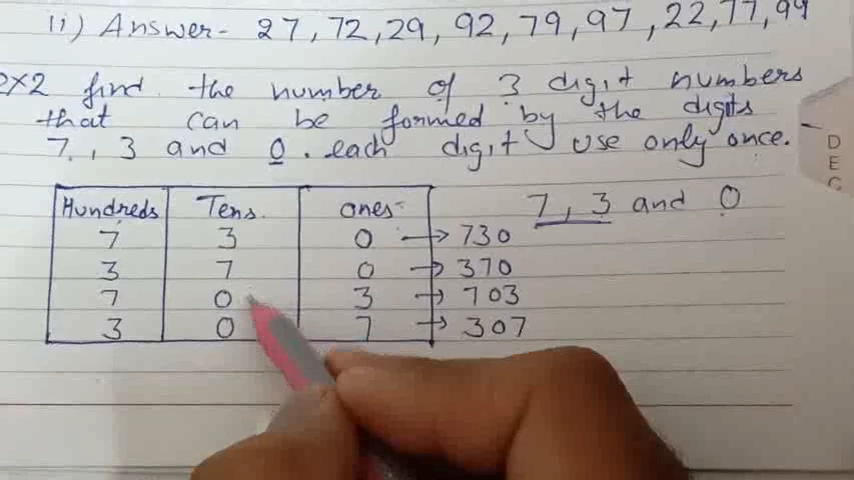 ii) Answer- 27, 72, 29, 92, 79, 97, 22, 77, 99
ex2 find the number of 3 digit numbers
that can be formed by the digits
7, 3 and 0. each digit use only once.
7, 3 and 0
Hundreds Tens. ones-
7 3 0 → 730
3 7 0 → 370
7 0 3 → 703
3 0 7 → 307
DEC